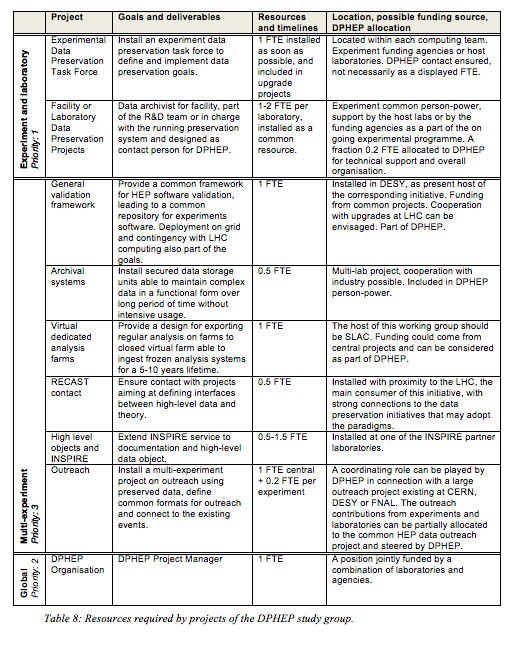 Project
Goals and deliverables
Resources
and timelines
Location, possible funding source,
DPHEP allocation
Experiment and laboratory
Priority: 1
Experimental
Data
Preservation
Task Force
Install an experiment data
preservation task force to
define and implement data
preservation goals.
1 FTE installed
as soon as
possible, and
included in
upgrade
projects
Located within each computing team.
Experiment funding agencies or host
laboratories. DPHEP contact ensured,
not necessarily as a displayed FTE.
Facility or
Laboratory
Data
Preservation
Projects
Data archivist for facility, part
of the R&D team or in charge
with the running preservation
system and designed as
contact person for DPHEP.
1-2 FTE per
laboratory,
installed as a
common
resource.
Experiment common person-power,
support by the host labs or by the
funding agencies as a part of the on
going experimental programme. A
fraction 0.2 FTE allocated to DPHEP
for technical support and overall
organisation.
Multi-experiment
Priority: 3
General
validation
framework
Provide a common framework
for HEP software validation,
leading to a common
repository for experiments
software. Deployment on grid
and contingency with LHC
computing also part of the
goals.
1 FTE
Installed in DESY, as present host of
the corresponding initiative. Funding
from common projects. Cooperation
with upgrades at LHC can be
envisaged. Part of DPHEP.
Archival
systems
Install secured data storage
units able to maintain complex
data in a functional form over
long period of time without
intensive usage.
0.5 FTE
Multi-lab project, cooperation with
industry possible. Included in DPHEP
person-power.
Virtual
dedicated
analysis
farms
Provide a design for exporting
regular analysis on farms to
closed virtual farm able to
ingest frozen analysis systems
for a 5-10 years lifetime.
1 FTE
The host of this working group should
be SLAC. Funding could come from
central projects and can be considered
as part of DPHEP.
RECAST
contact
Ensure contact with projects
aiming at defining interfaces
between high-level data and
theory.
0.5 FTE
Installed with proximity to the LHC, the
main consumer of this initiative, with
strong connections to the data
preservation initiatives that may adopt
the paradigms.
High level
objects and
INSPIRE
Extend INSPIRE service to
documentation and high-level
data object.
0.5-1.5 FTE
Installed at one of the INSPIRE partner
laboratories.
Outreach
Install a multi-experiment
project on outreach using
preserved data, define
common formats for outreach
and connect to the existing
events.
1 FTE central
+ 0.2 FTE per
experiment
A coordinating role can be played by
DPHEP in connection with a large
outreach project existing at CERN,
DESY or FNAL. The outreach
contributions from experiments and
laboratories can be partially allocated
to the common HEP data outreach
project and steered by DPHEP.
Global
Priority: 2
DPHEP
Organisation
DPHEP Project Manager
1 FTE
A position jointly funded by a
combination of laboratories and
agencies.
Table 8: Resources required by projects of the DPHEP study group.